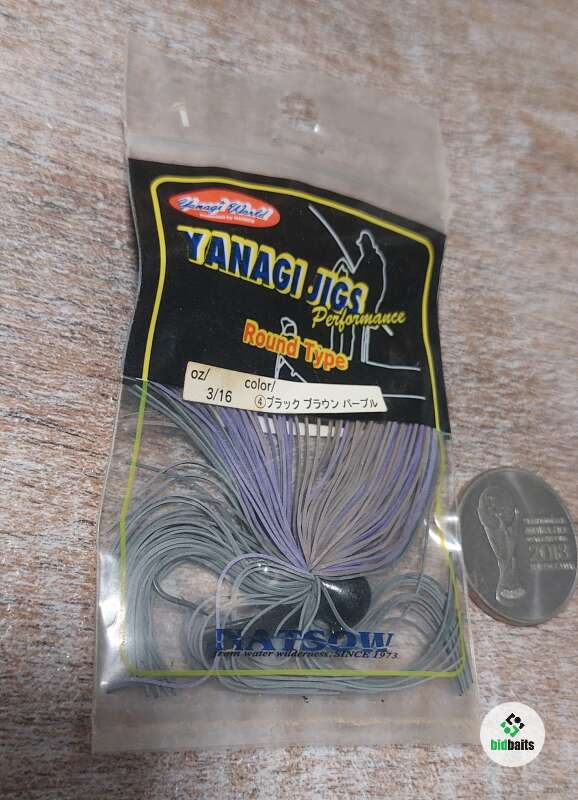 Yanagi World
YANAGI JIGS
Performance
Round Type
oz/ color/
3/16 ④ブラック ブラウン パープル
HATSOW
from water wilderness, SINCE 1973
2018
bidbaits